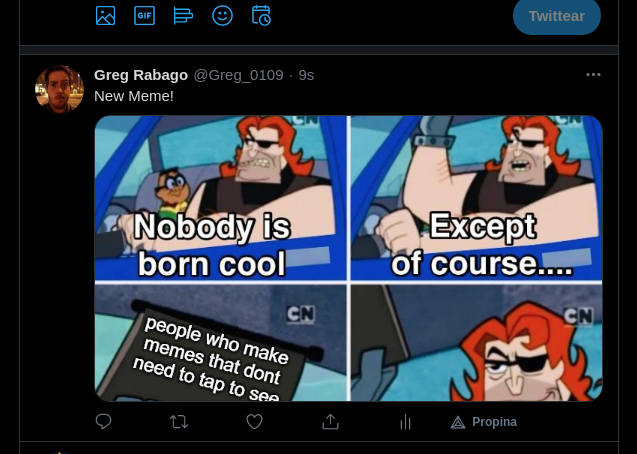 GIF
Twittear
Greg Rabago @Greg_0109 · 9s
New Meme!
CN
Nobody is
born cool
Except
of course....
CN
people who make
memes that dont
need to tap to see
CN
Propina